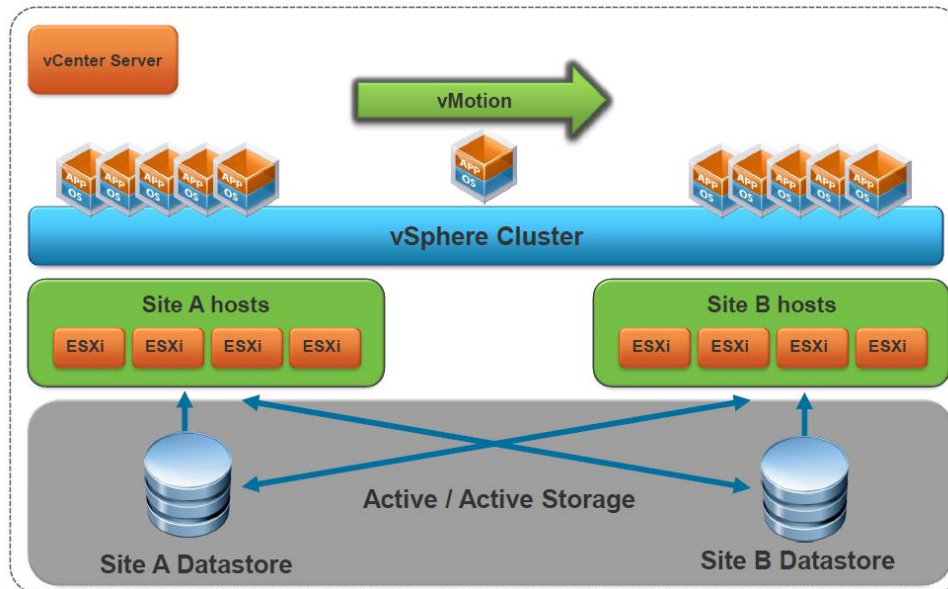 vCenter Server
vMotion
APP APP APP APP APP
OS OS OS OS OS
APP
OS
APP APP APP APP APP
OS OS OS OS OS
vSphere Cluster
Site A hosts
ESXi ESXi ESXi ESXi
Site B hosts
ESXi ESXi ESXi ESXi
Active / Active Storage
Site A Datastore
Site B Datastore